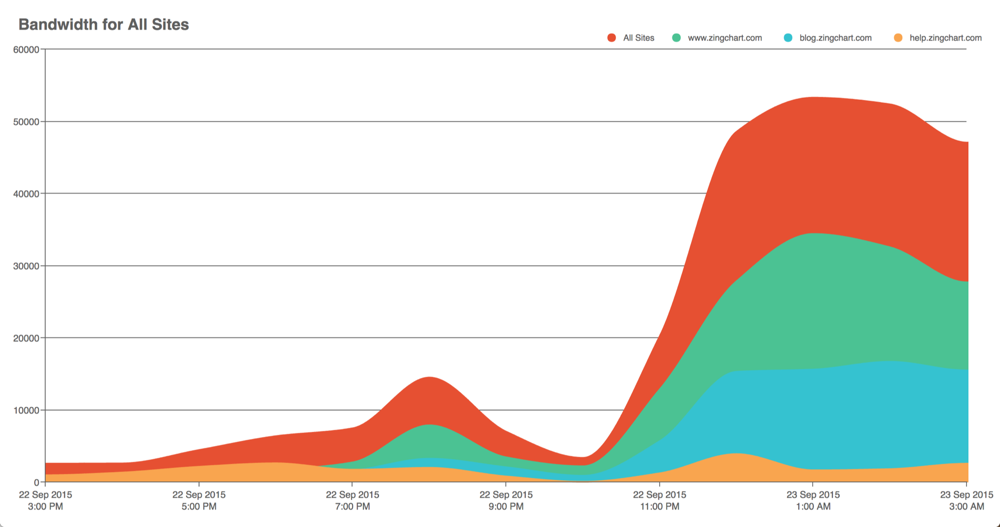 Bandwidth for All Sites
All Sites
www.zingchart.com
blog.zingchart.com
help.zingchart.com
60000
50000
40000
30000
20000
10000
0
22 Sep 2015
3:00 PM
22 Sep 2015
5:00 PM
22 Sep 2015
7:00 PM
22 Sep 2015
9:00 PM
22 Sep 2015
11:00 PM
23 Sep 2015
1:00 AM
23 Sep 2015
3:00 AM